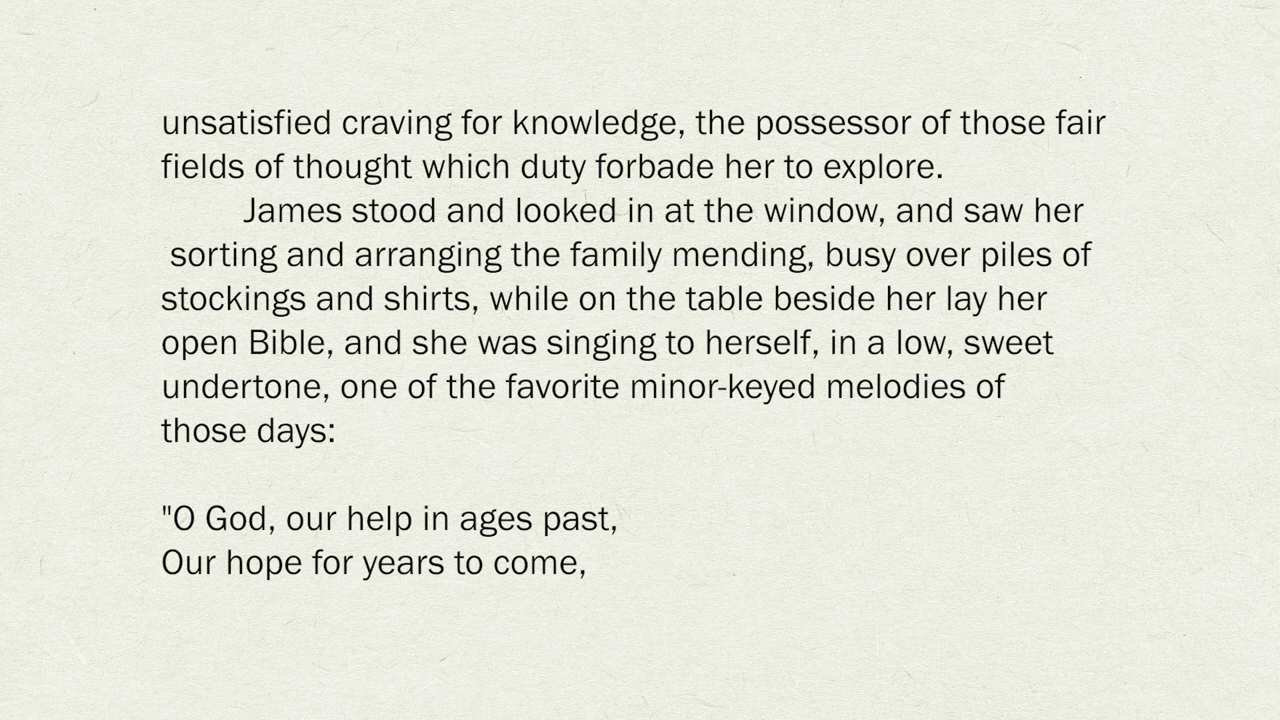 unsatisfied craving for knowledge, the possessor of those fair
fields of thought which duty forbade her to explore.
James stood and looked in at the window, and saw her
sorting and arranging the family mending, busy over piles of
stockings and shirts, while on the table beside her lay her
open Bible, and she was singing to herself, in a low, sweet
undertone, one of the favorite minor-keyed melodies of
those days:
"O God, our help in ages past,
Our hope for years to come,